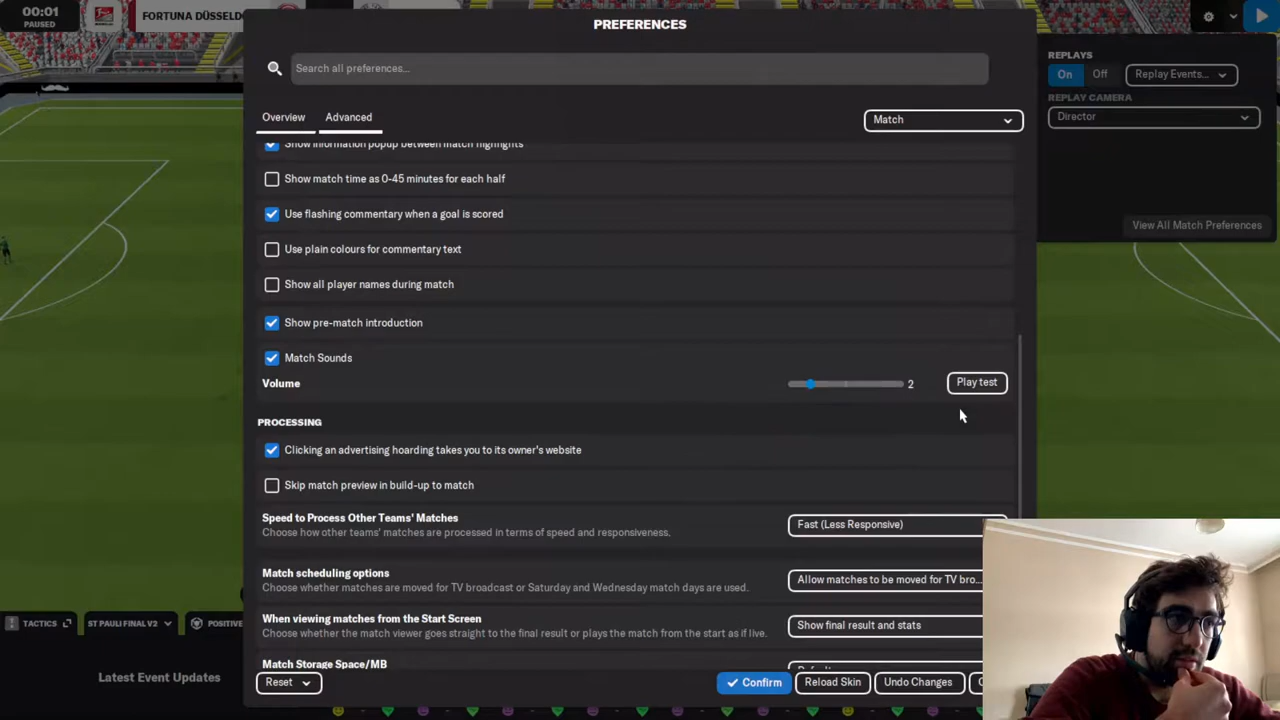 00:01
PAUSED
FORTUNA DÜSSELD
PREFERENCES
Search all preferences...
Overview
Advanced
Match
Show information popup between match highlights
Show match time as 0-45 minutes for each half
Use flashing commentary when a goal is scored
Use plain colours for commentary text
Show all player names during match
Show pre-match introduction
Match Sounds
Volume
2
Play test
PROCESSING
Clicking an advertising hoarding takes you to its owner's website
Skip match preview in build-up to match
Speed to Process Other Teams' Matches
Choose how other teams' matches are processed in terms of speed and responsiveness.
Fast (Less Responsive)
Match scheduling options
Choose whether matches are moved for TV broadcast or Saturday and Wednesday match days are used.
Allow matches to be moved for TV bro...
When viewing matches from the Start Screen
Choose whether the match viewer goes straight to the final result or plays the match from the start as if live.
Show final result and stats
Match Storage Space/MB
Reset
Confirm
Reload Skin
Undo Changes
REPLAYS
On
Off
Replay Events...
REPLAY CAMERA
Director
View All Match Preferences
TACTICS
ST PAULI FINAL V2
POSITIVE
Latest Event Updates